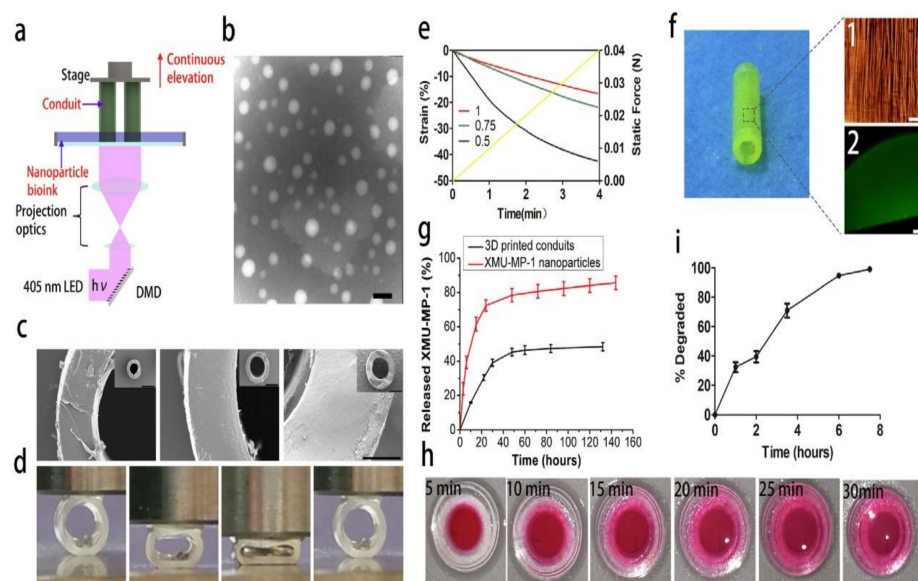 a
Stage
Continuous
elevation
Conduit
Nanoparticle
bioink
Projection
optics
405 nm LED
hν
DMD
b
c
d
e
Strain (%)
0
-10
-20
-30
-40
-50
1
0.75
0.5
0 1 2 3 4
Time(min)
0.04
0.03
0.02
0.01
0.00
Static Force (N)
f
1
2
g
Released XMU-MP-1 (%)
100
80
60
40
20
0
3D printed conduits
XMU-MP-1 nanoparticles
0 20 40 60 80 100 120 140 160
Time (hours)
i
% Degraded
100
80
60
40
20
0
0 2 4 6 8
Time (hours)
h
5 min
10 min
15 min
20 min
25 min
30min